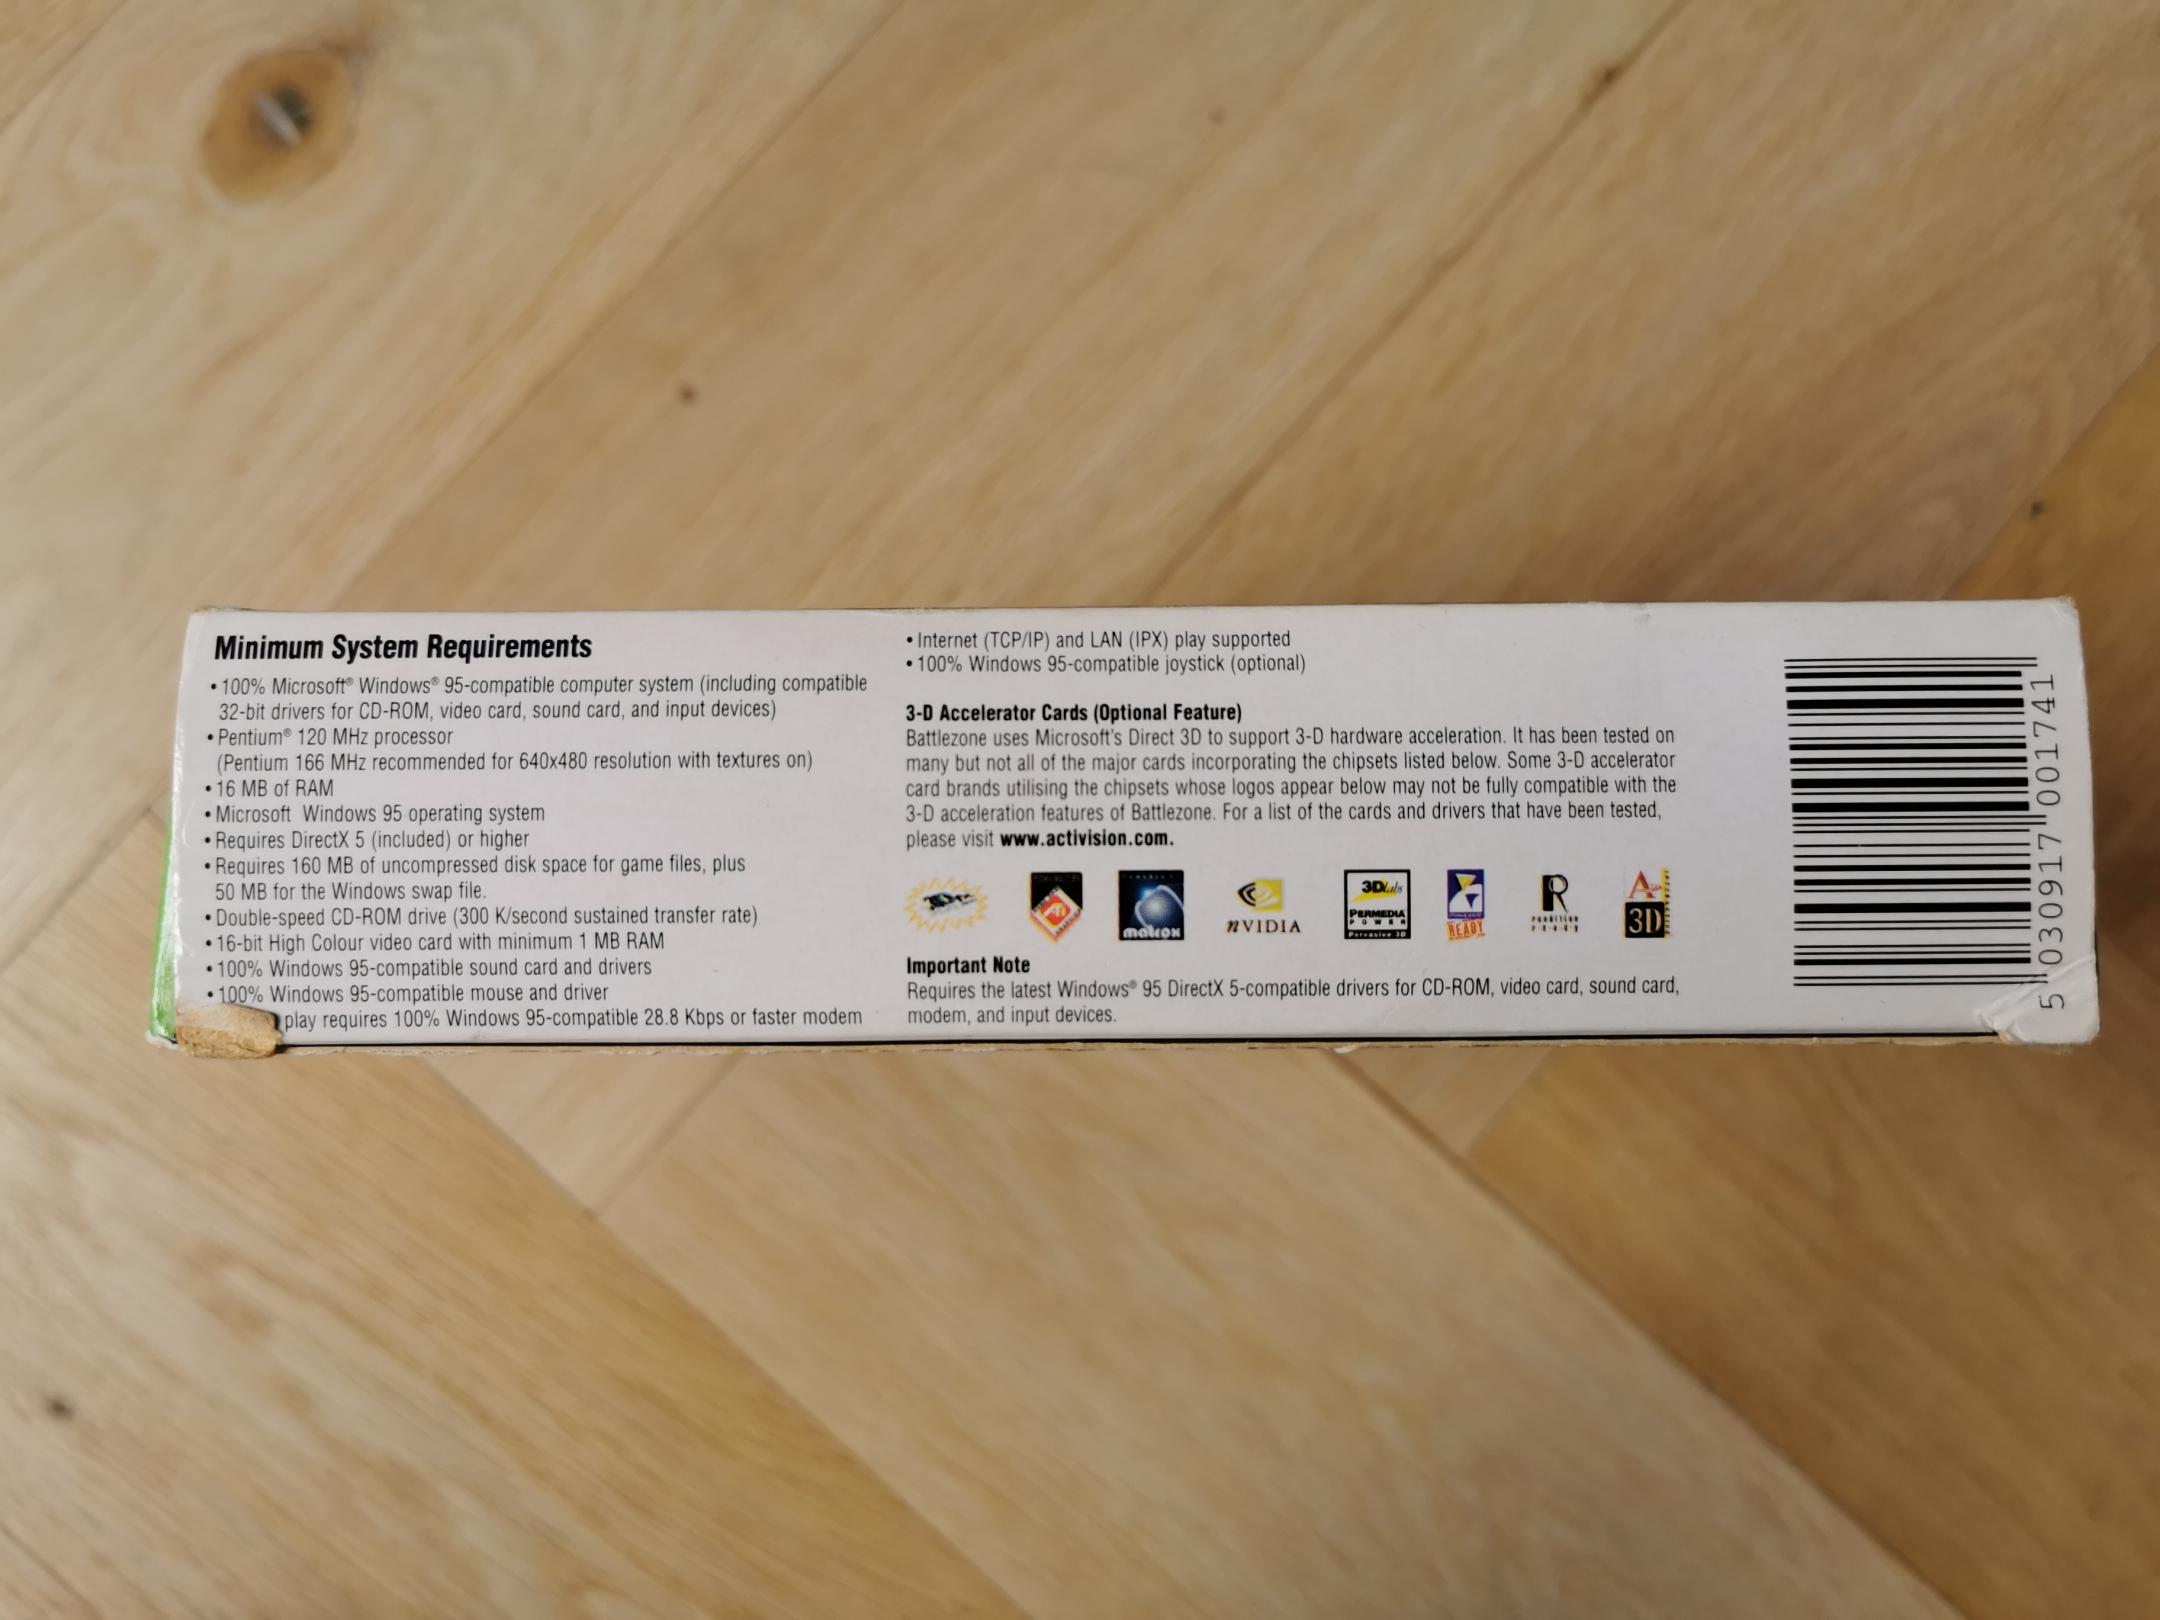 Minimum System Requirements
• 100% Microsoft® Windows® 95-compatible computer system (including compatible
32-bit drivers for CD-ROM, video card, sound card, and input devices)
• Pentium® 120 MHz processor
(Pentium 166 MHz recommended for 640x480 resolution with textures on)
• 16 MB of RAM
• Microsoft Windows 95 operating system
• Requires DirectX 5 (included) or higher
• Requires 160 MB of uncompressed disk space for game files, plus
50 MB for the Windows swap file.
• Double-speed CD-ROM drive (300 K/second sustained transfer rate)
• 16-bit High Colour video card with minimum 1 MB RAM
• 100% Windows 95-compatible sound card and drivers
• 100% Windows 95-compatible mouse and driver
play requires 100% Windows 95-compatible 28.8 Kbps or faster modem
• Internet (TCP/IP) and LAN (IPX) play supported
• 100% Windows 95-compatible joystick (optional)
3-D Accelerator Cards (Optional Feature)
Battlezone uses Microsoft's Direct 3D to support 3-D hardware acceleration. It has been tested on
many but not all of the major cards incorporating the chipsets listed below. Some 3-D accelerator
card brands utilising the chipsets whose logos appear below may not be fully compatible with the
3-D acceleration features of Battlezone. For a list of the cards and drivers that have been tested,
please visit www.activision.com.
matrox
nVIDIA
3Dlabs
PERMEDIA
POWER
Pervasive 3D
READY
R
RENDITION
READY
A
3D
Important Note
Requires the latest Windows® 95 DirectX 5-compatible drivers for CD-ROM, video card, sound card,
modem, and input devices.
5 030917 001741